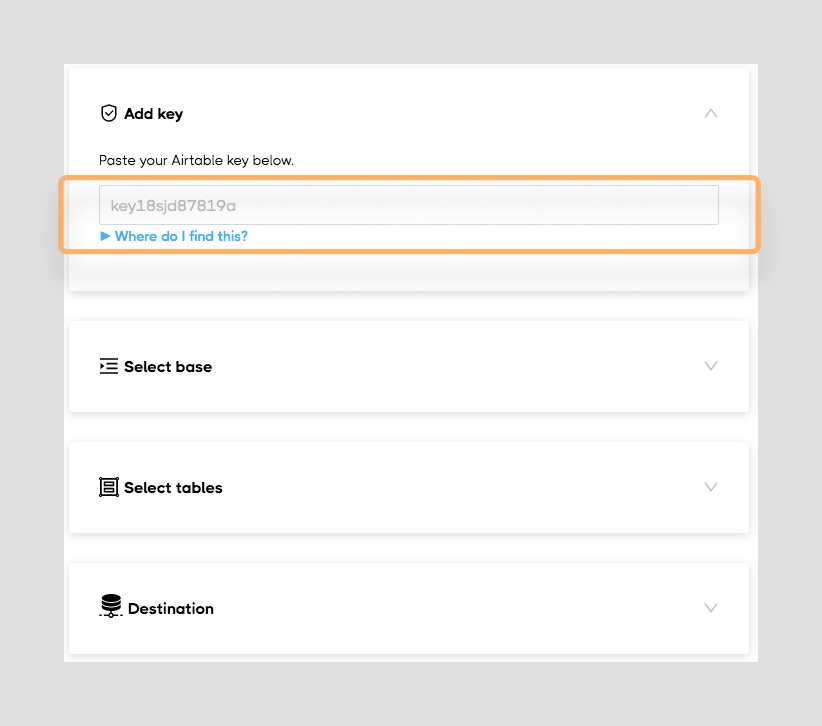 Add key
Paste your Airtable key below.
key18sjd87819a
Where do I find this?
Select base
Select tables
Destination